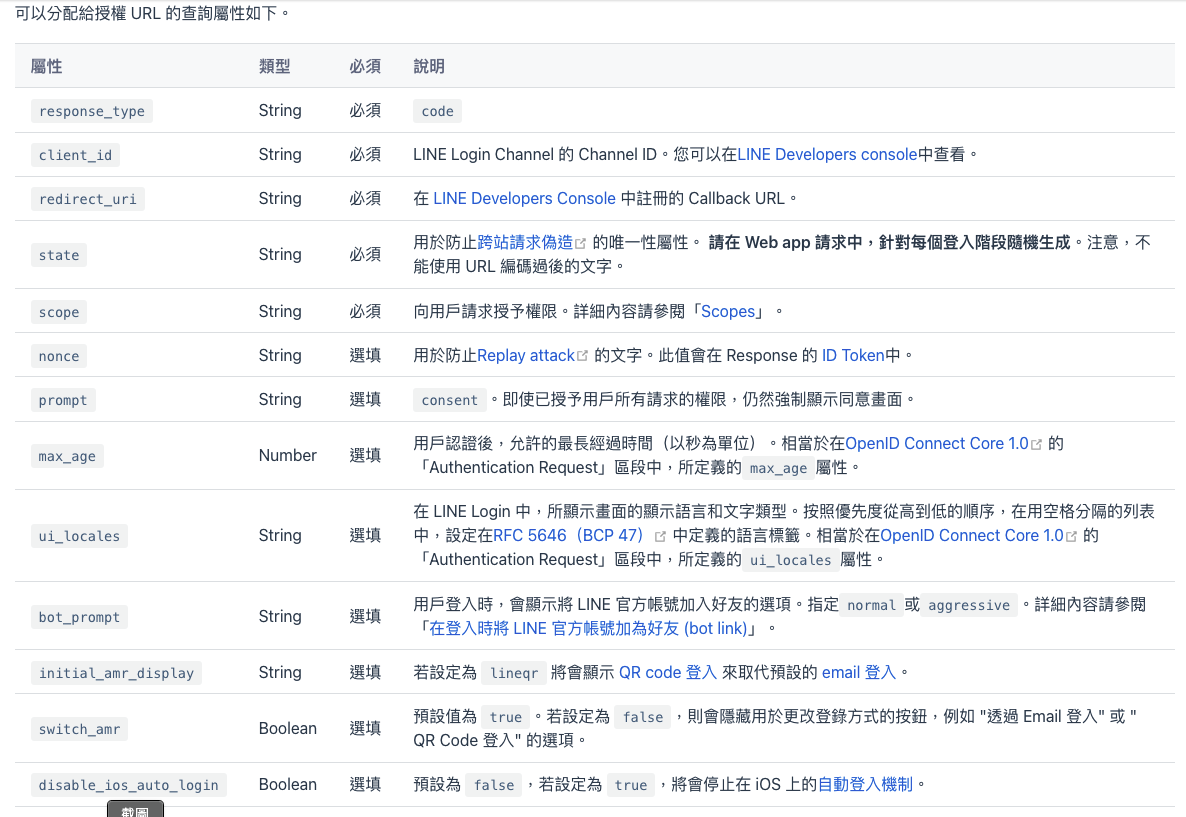 可以分配給授權 URL 的查詢屬性如下。
屬性 類型 必須 說明
response_type String 必須 code
client_id String 必須 LINE Login Channel 的 Channel ID。您可以在LINE Developers console中查看。
redirect_uri String 必須 在 LINE Developers Console 中註冊的 Callback URL。
state String 必須 用於防止跨站請求偽造 的唯一性屬性。 請在 Web app 請求中，針對每個登入階段隨機生成。注意，不
能使用 URL 編碼過後的文字。
scope String 必須 向用戶請求授予權限。詳細內容請參閱「Scopes」。
nonce String 選填 用於防止Replay attack 的文字。此值會在 Response 的 ID Token中。
prompt String 選填 consent 。即使已授予用戶所有請求的權限，仍然強制顯示同意畫面。
max_age Number 選填 用戶認證後，允許的最長經過時間（以秒為單位）。相當於在OpenID Connect Core 1.0 的
「Authentication Request」區段中，所定義的 max_age 屬性。
ui_locales String 選填 在 LINE Login 中，所顯示畫面的顯示語言和文字類型。按照優先度從高到低的順序，在用空格分隔的列表
中，設定在RFC 5646（BCP 47） 中定義的語言標籤。相當於在OpenID Connect Core 1.0 的
「Authentication Request」區段中，所定義的 ui_locales 屬性。
bot_prompt String 選填 用戶登入時，會顯示將 LINE 官方帳號加入好友的選項。指定 normal 或 aggressive 。詳細內容請參閱
「在登入時將 LINE 官方帳號加為好友 (bot link)」。
initial_amr_display String 選填 若設定為 lineqr 將會顯示 QR code 登入 來取代預設的 email 登入。
switch_amr Boolean 選填 預設值為 true 。若設定為 false ，則會隱藏用於更改登錄方式的按鈕，例如 "透過 Email 登入" 或 "
QR Code 登入" 的選項。
disable_ios_auto_login Boolean 選填 預設為 false ，若設定為 true ，將會停止在 iOS 上的自動登入機制。
截圖